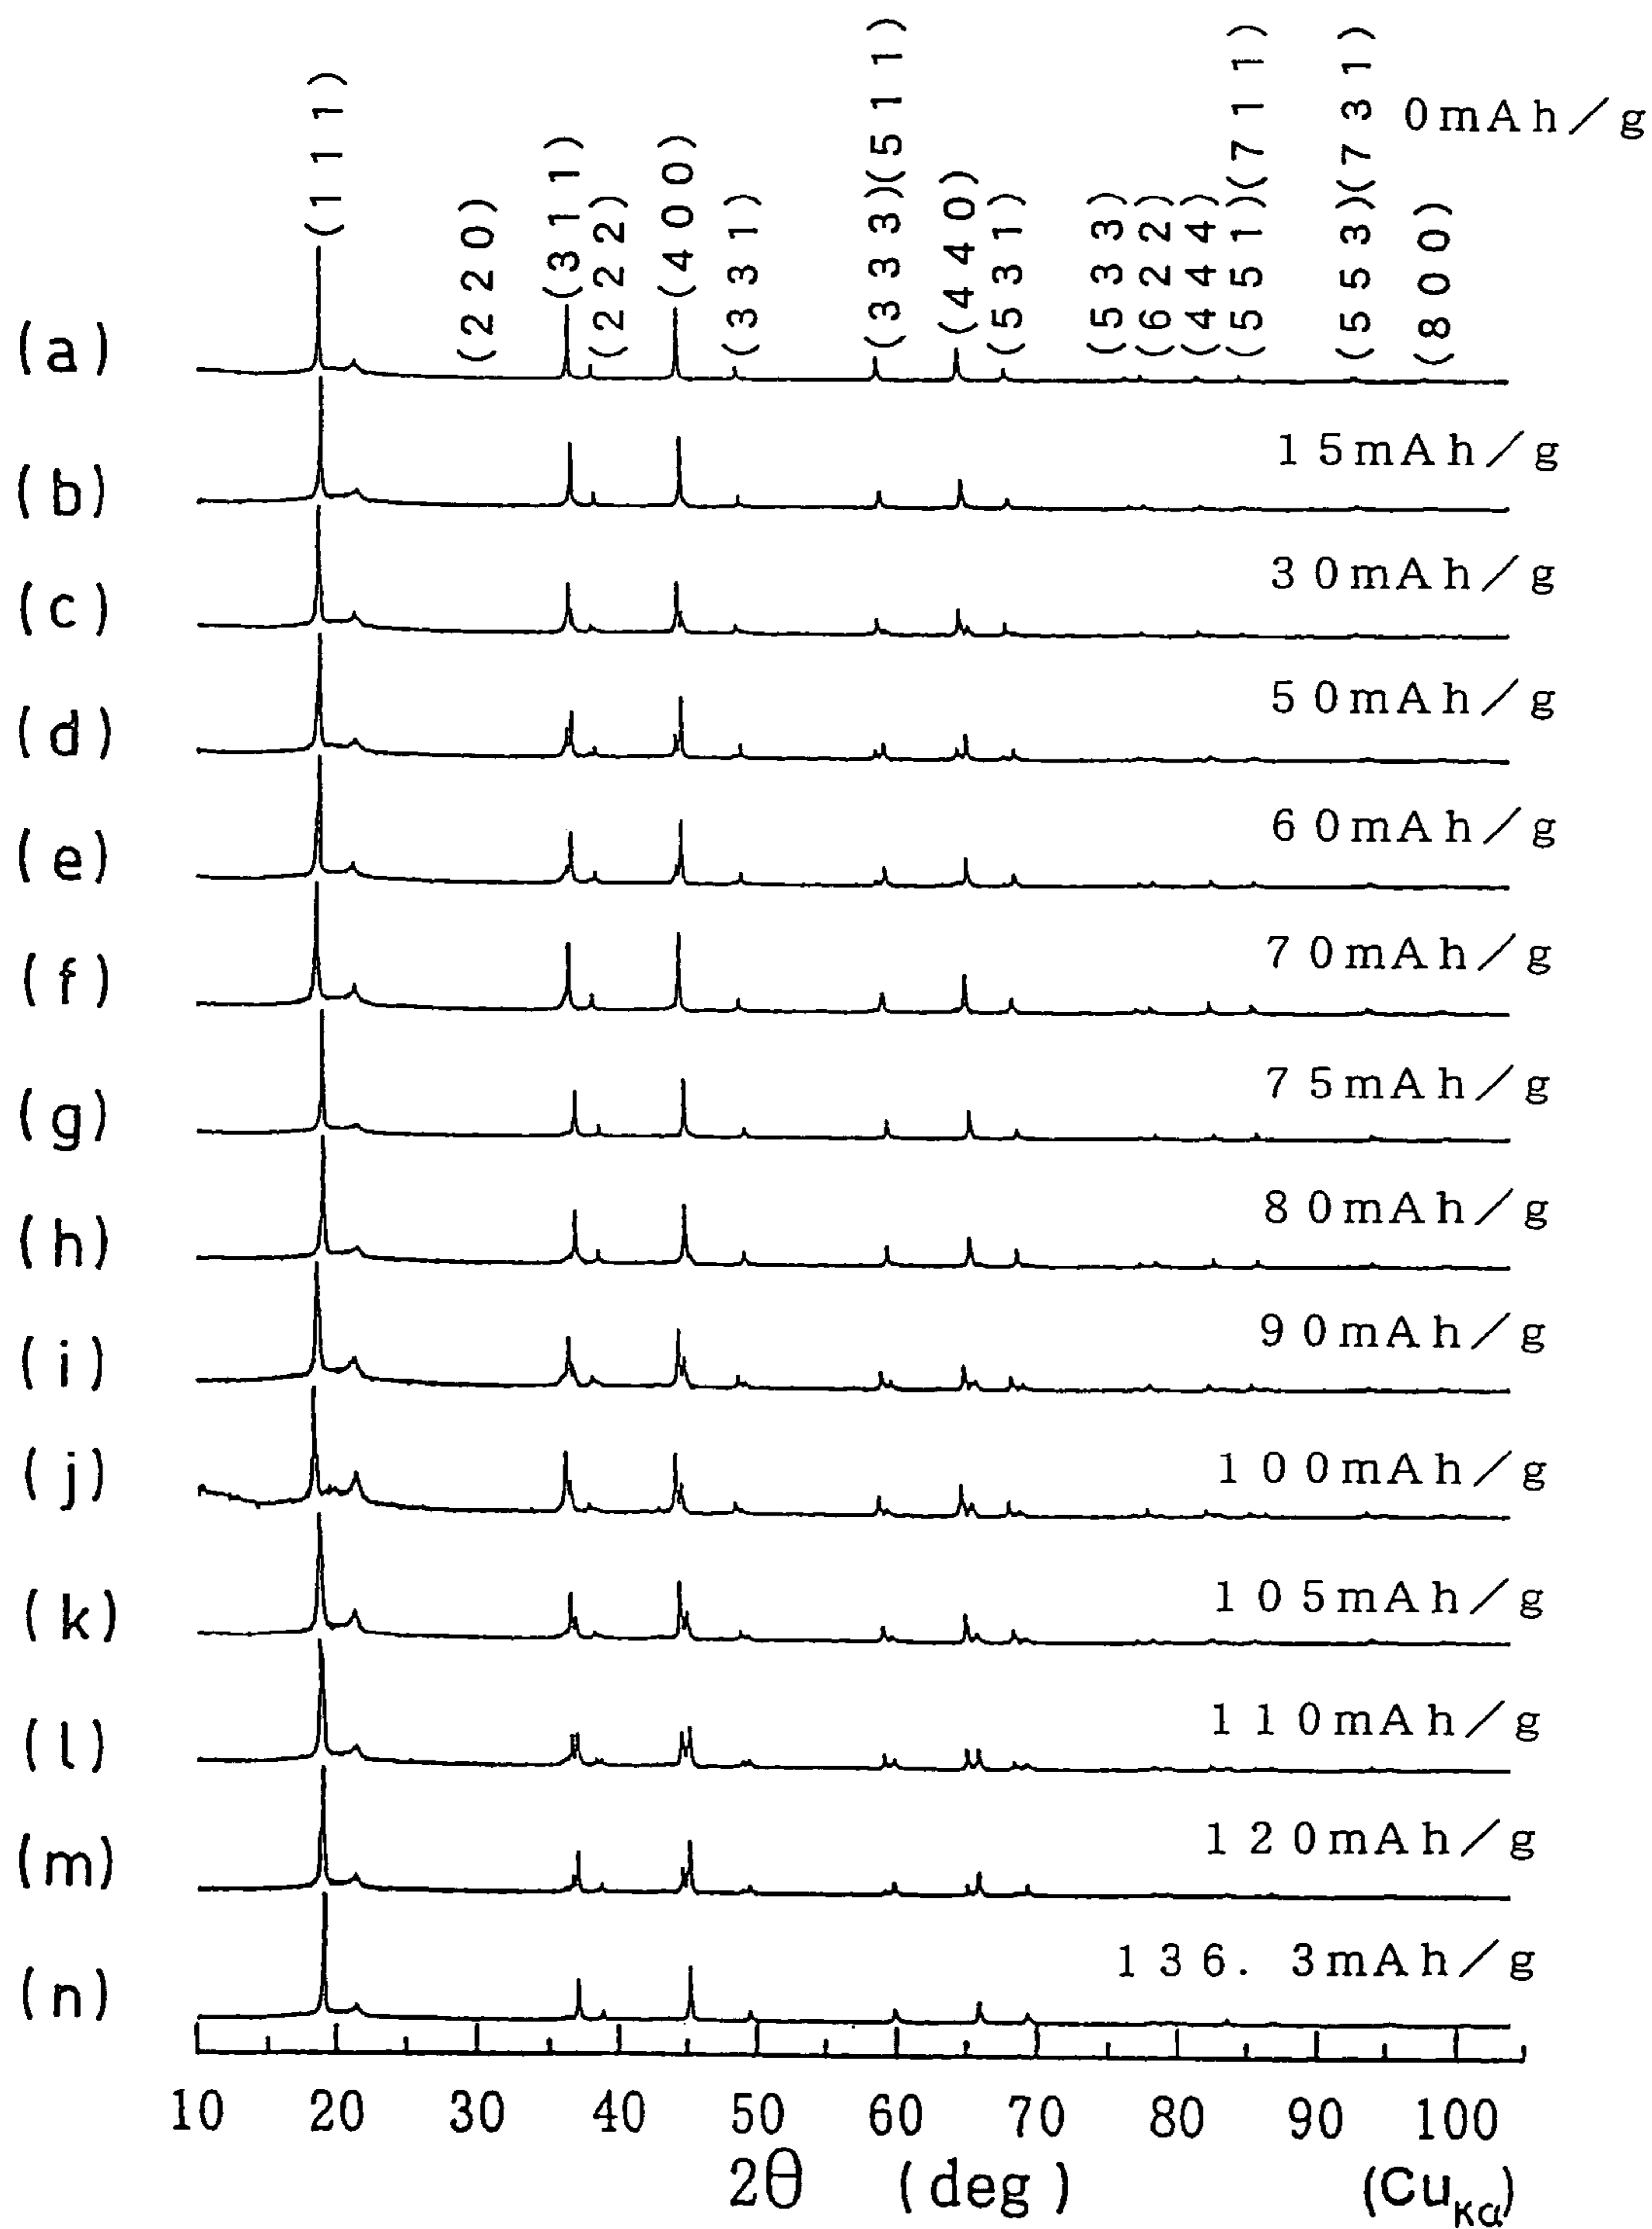 (111)
(220)
(311)
(222)
(400)
(331)
(333)(511)
(440)
(531)
(533)
(622)
(444)
(551)(711)
(553)(731)
(800)
(a) 0mAh/g
(b) 15mAh/g
(c) 30mAh/g
(d) 50mAh/g
(e) 60mAh/g
(f) 70mAh/g
(g) 75mAh/g
(h) 80mAh/g
(i) 90mAh/g
(j) 100mAh/g
(k) 105mAh/g
(l) 110mAh/g
(m) 120mAh/g
(n) 136.3mAh/g
10 20 30 40 50 60 70 80 90 100
2θ (deg) (CuKα)